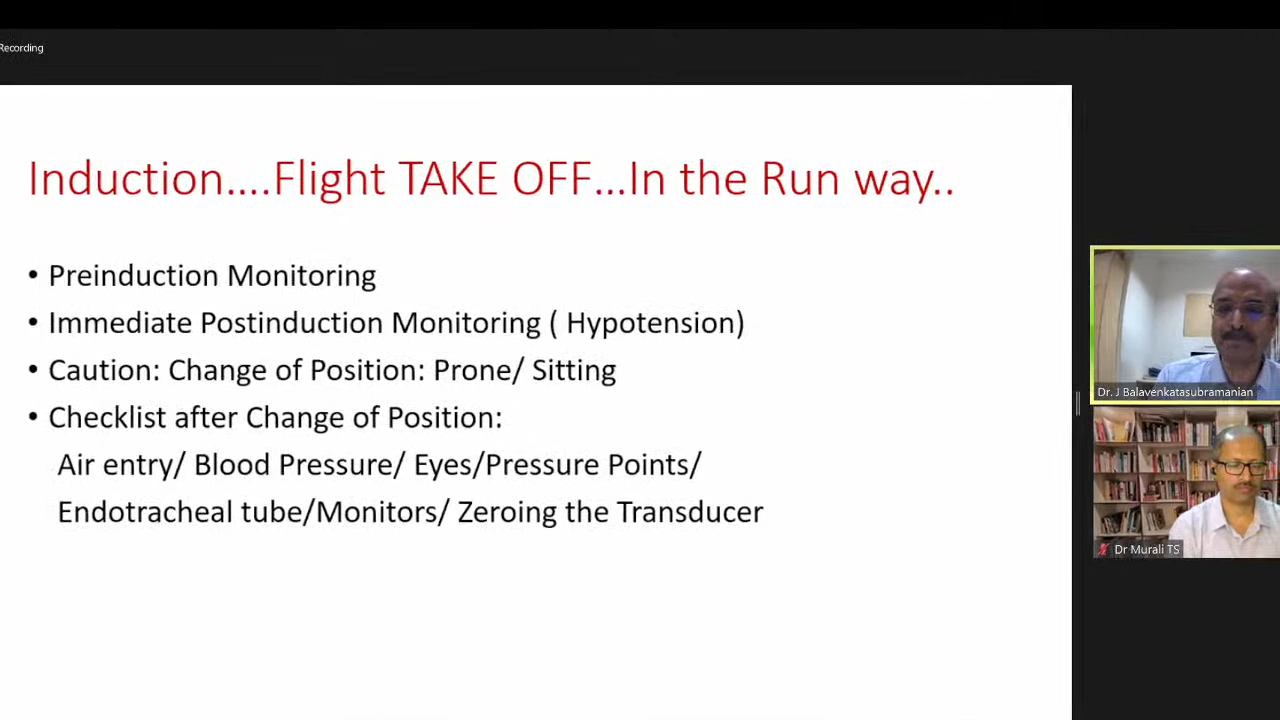 Recording
Induction....Flight TAKE OFF...In the Run way..
• Preinduction Monitoring
• Immediate Postinduction Monitoring ( Hypotension)
• Caution: Change of Position: Prone/ Sitting
• Checklist after Change of Position:
Air entry/ Blood Pressure/ Eyes/Pressure Points/
Endotracheal tube/Monitors/ Zeroing the Transducer
Dr. J Balavenkatasubramanian
Dr Murali TS